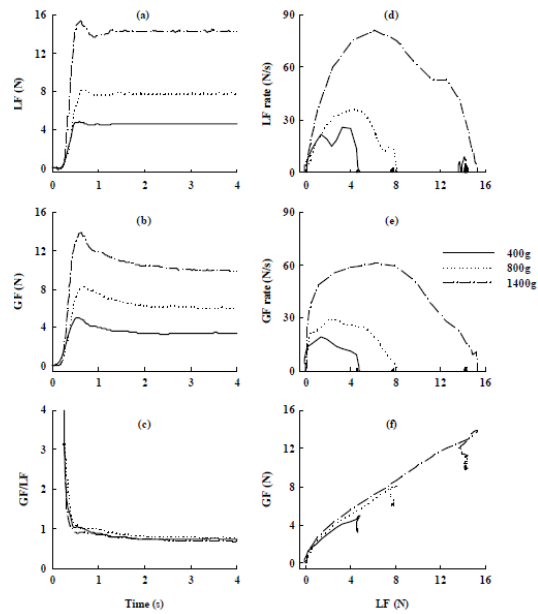 (a)
LF (N)
16
12
8
4
0
0 1 2 3 4
(d)
LF rate (N/s)
90
60
30
0
0 4 8 12 16
(b)
GF (N)
16
12
8
4
0
0 1 2 3 4
(e)
GF rate (N/s)
90
60
30
0
0 4 8 12 16
400g
800g
1400g
(c)
GF/LF
4
3
2
1
0
0 1 2 3 4
Time (s)
(f)
GF (N)
16
12
8
4
0
0 4 8 12 16
LF (N)